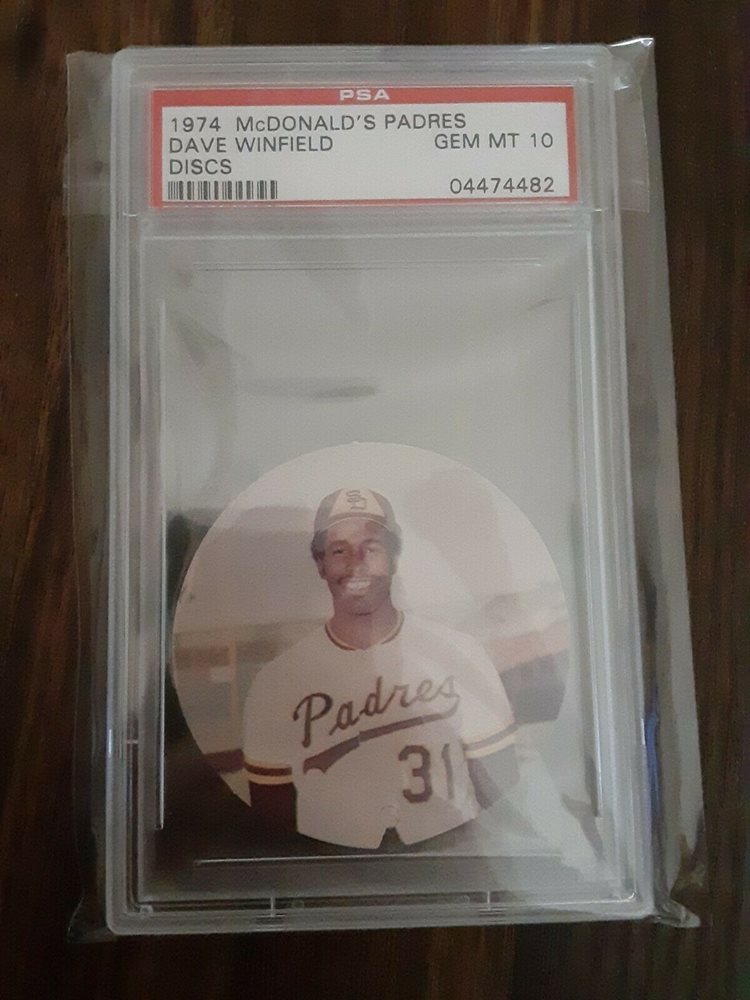 PSA
1974 McDONALD'S PADRES
DAVE WINFIELD GEM MT 10
DISCS
04474482
SD
Padres
31